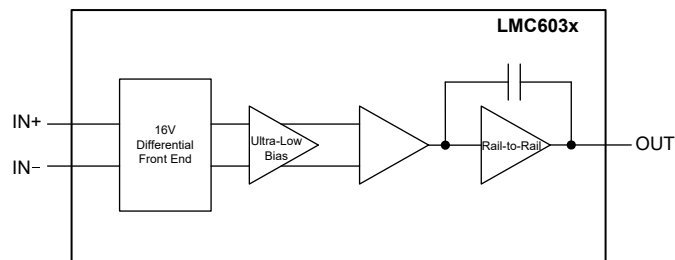 LMC603x
IN+
IN−
16V
Differential
Front End
Ultra-Low
Bias
Rail-to-Rail
OUT